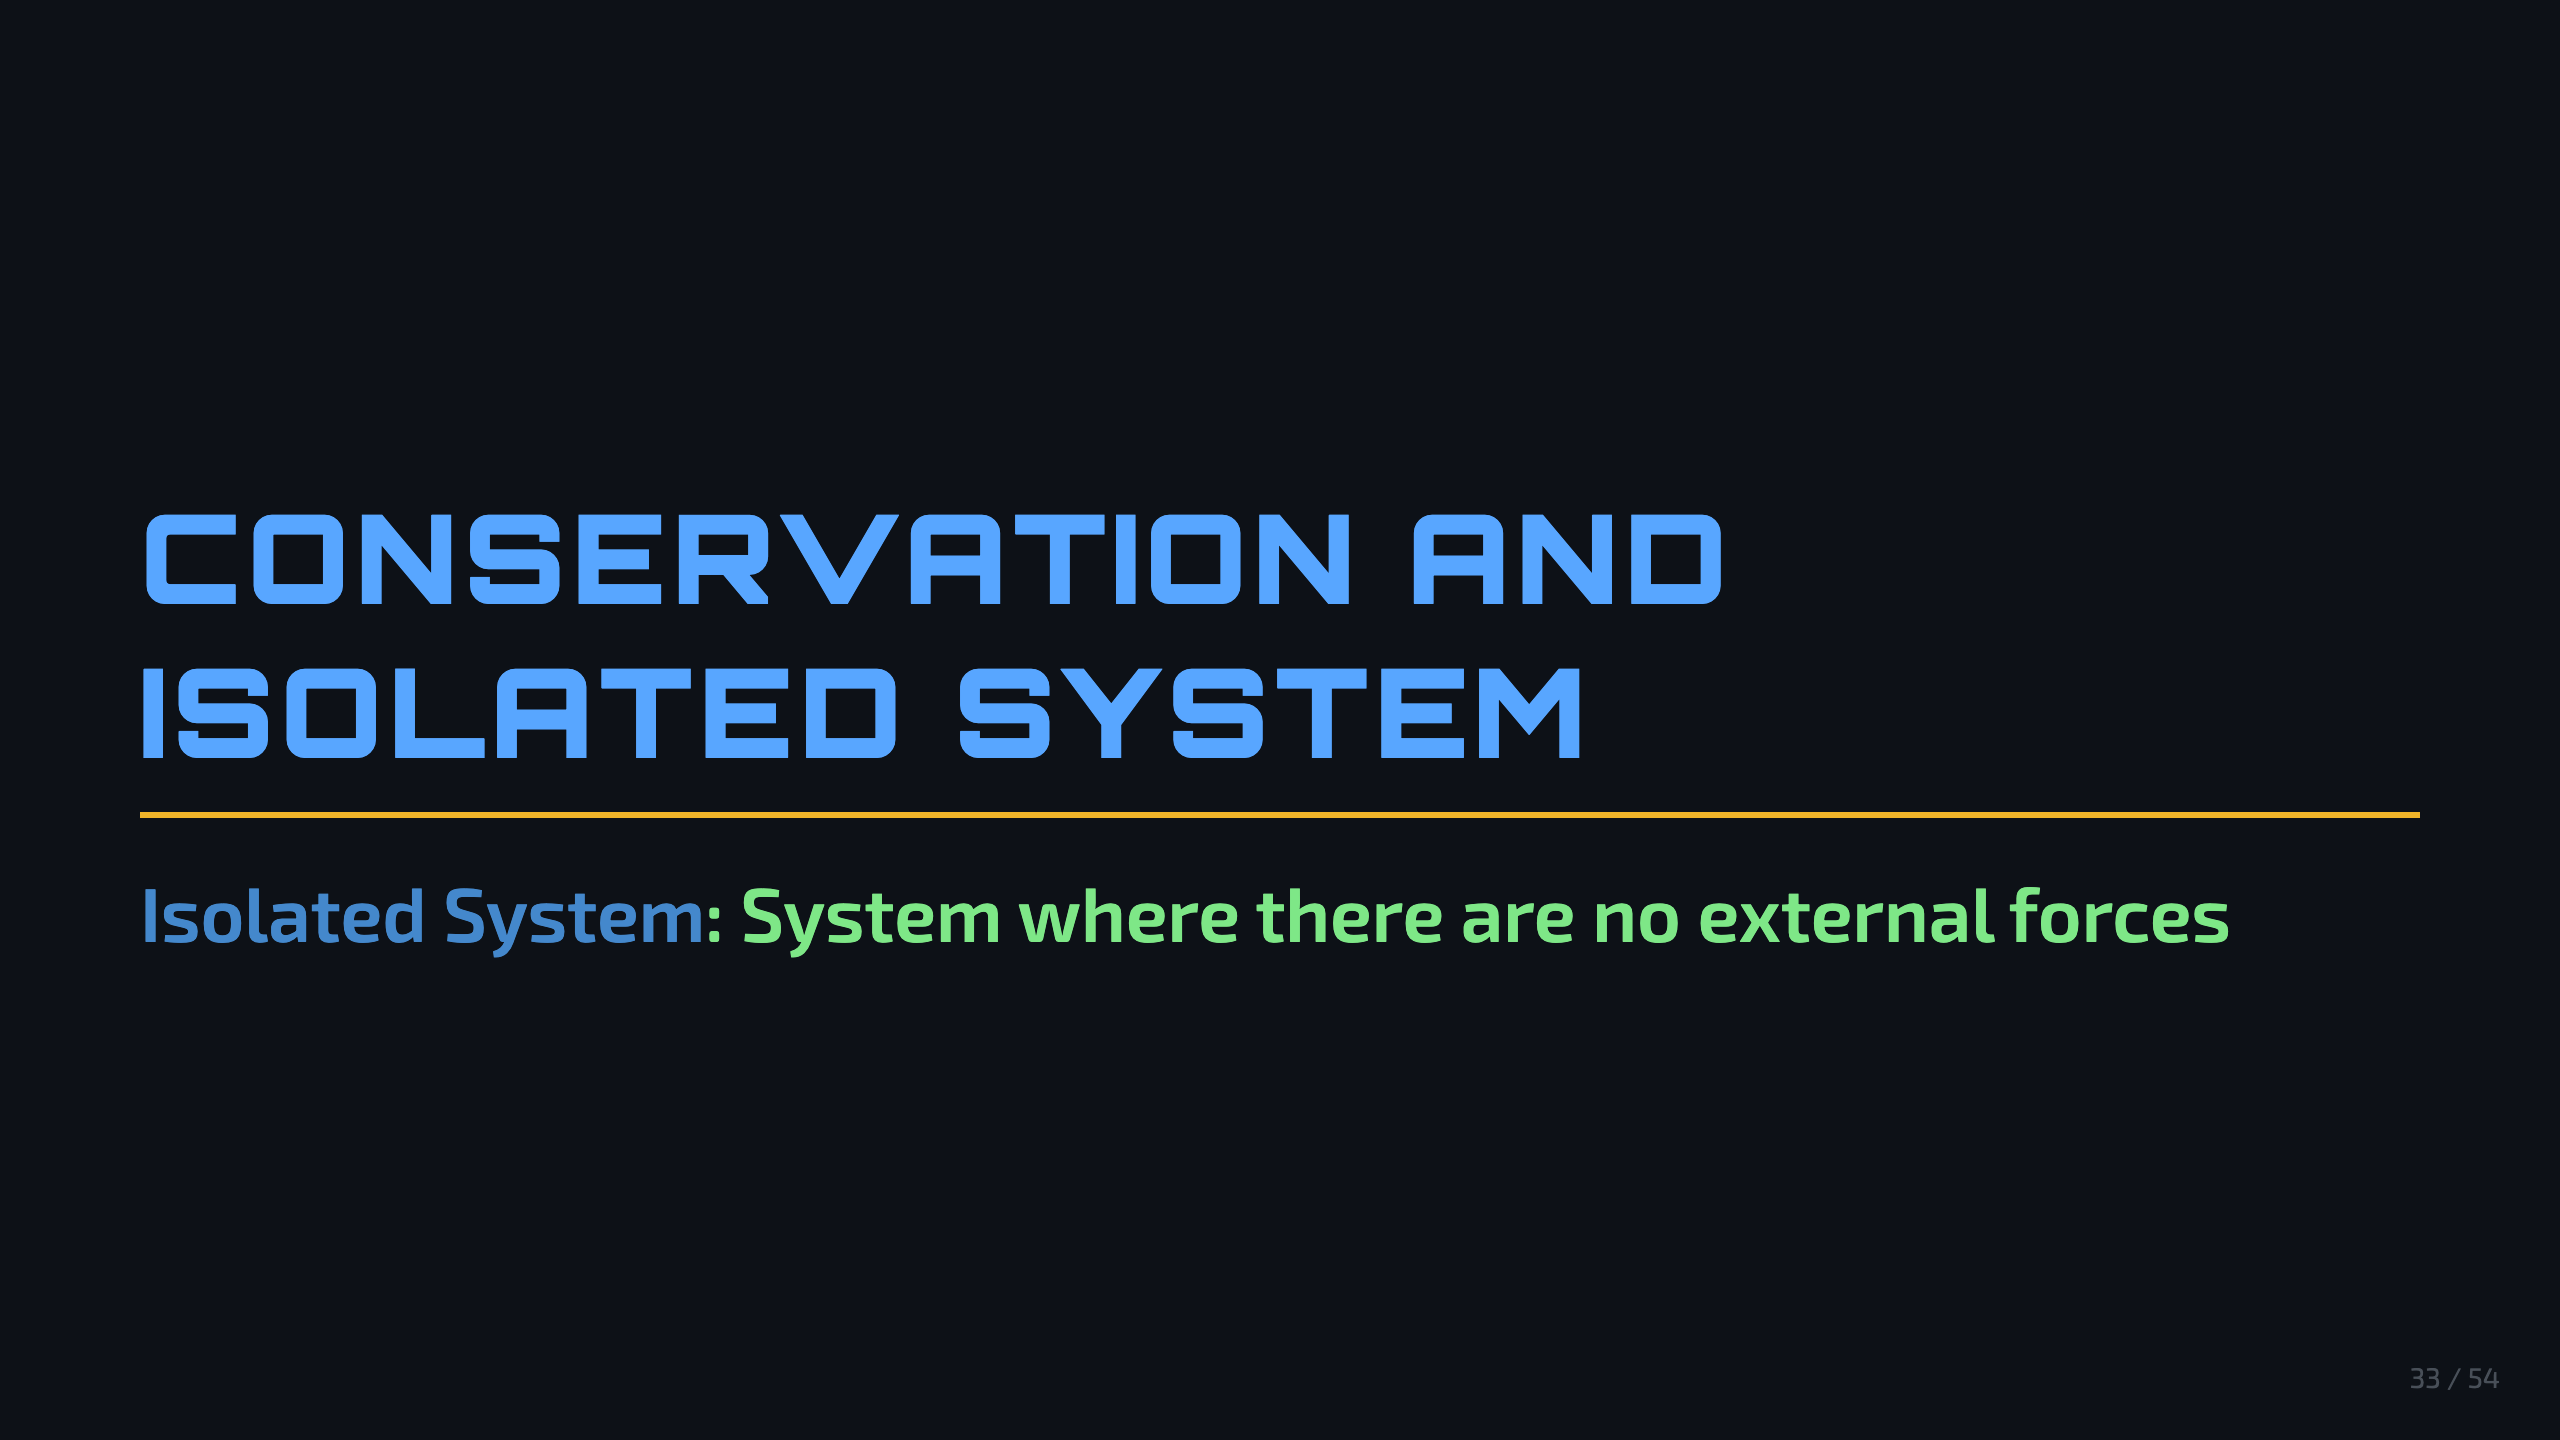 CONSERVATION AND
ISOLATED SYSTEM
Isolated System: System where there are no external forces
33 / 54